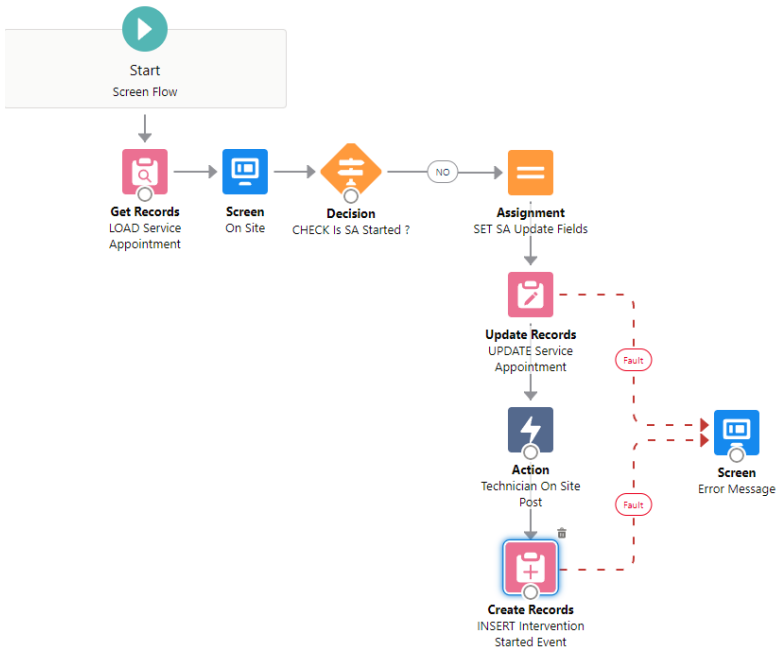 Start
Screen Flow
Get Records
LOAD Service
Appointment
Screen
On Site
Decision
CHECK Is SA Started ?
NO
Assignment
SET SA Update Fields
Update Records
UPDATE Service
Appointment
Fault
Action
Technician On Site
Post
Screen
Error Message
Fault
Create Records
INSERT Intervention
Started Event